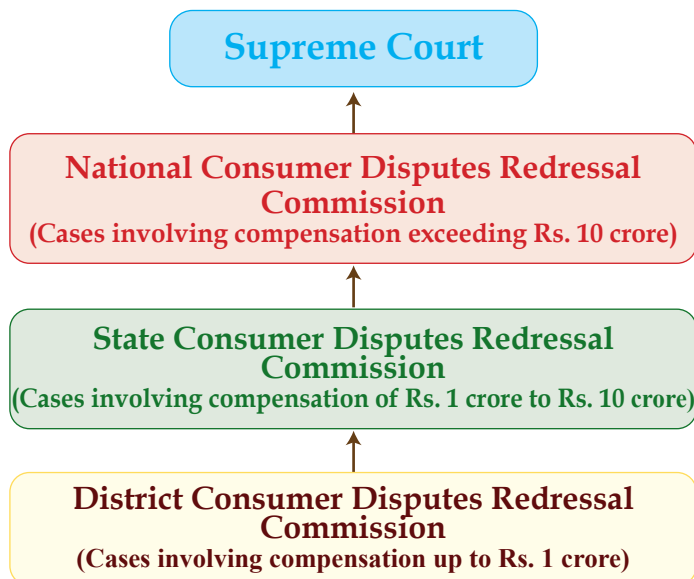 Supreme Court
National Consumer Disputes Redressal
Commission
(Cases involving compensation exceeding Rs. 10 crore)
State Consumer Disputes Redressal
Commission
(Cases involving compensation of Rs. 1 crore to Rs. 10 crore)
District Consumer Disputes Redressal
Commission
(Cases involving compensation up to Rs. 1 crore)